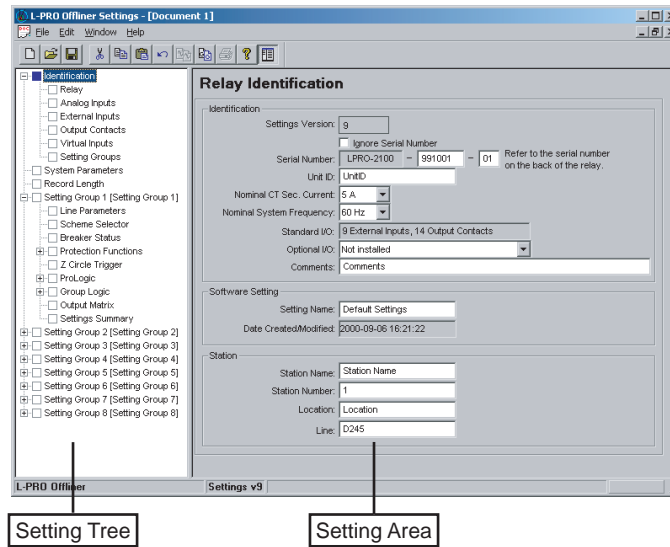 L-PRO Offliner Settings - [Document 1]
File Edit Window Help
Identification
Relay
Analog Inputs
External Inputs
Output Contacts
Virtual Inputs
Setting Groups
System Parameters
Record Length
Setting Group 1 [Setting Group 1]
Line Parameters
Scheme Selector
Breaker Status
Protection Functions
Z Circle Trigger
ProLogic
Group Logic
Output Matrix
Settings Summary
Setting Group 2 [Setting Group 2]
Setting Group 3 [Setting Group 3]
Setting Group 4 [Setting Group 4]
Setting Group 5 [Setting Group 5]
Setting Group 6 [Setting Group 6]
Setting Group 7 [Setting Group 7]
Setting Group 8 [Setting Group 8]
Relay Identification
Identification
Settings Version: 9
Ignore Serial Number
Serial Number: LPRO-2100 - 991001 - 01 Refer to the serial number
on the back of the relay.
Unit ID: UnitID
Nominal CT Sec. Current: 5 A
Nominal System Frequency: 60 Hz
Standard I/O: 9 External Inputs, 14 Output Contacts
Optional I/O: Not installed
Comments: Comments
Software Setting
Setting Name: Default Settings
Date Created/Modified: 2000-09-06 16:21:22
Station
Station Name: Station Name
Station Number: 1
Location: Location
Line: D245
L-PRO Offliner Settings v9
Setting Tree
Setting Area